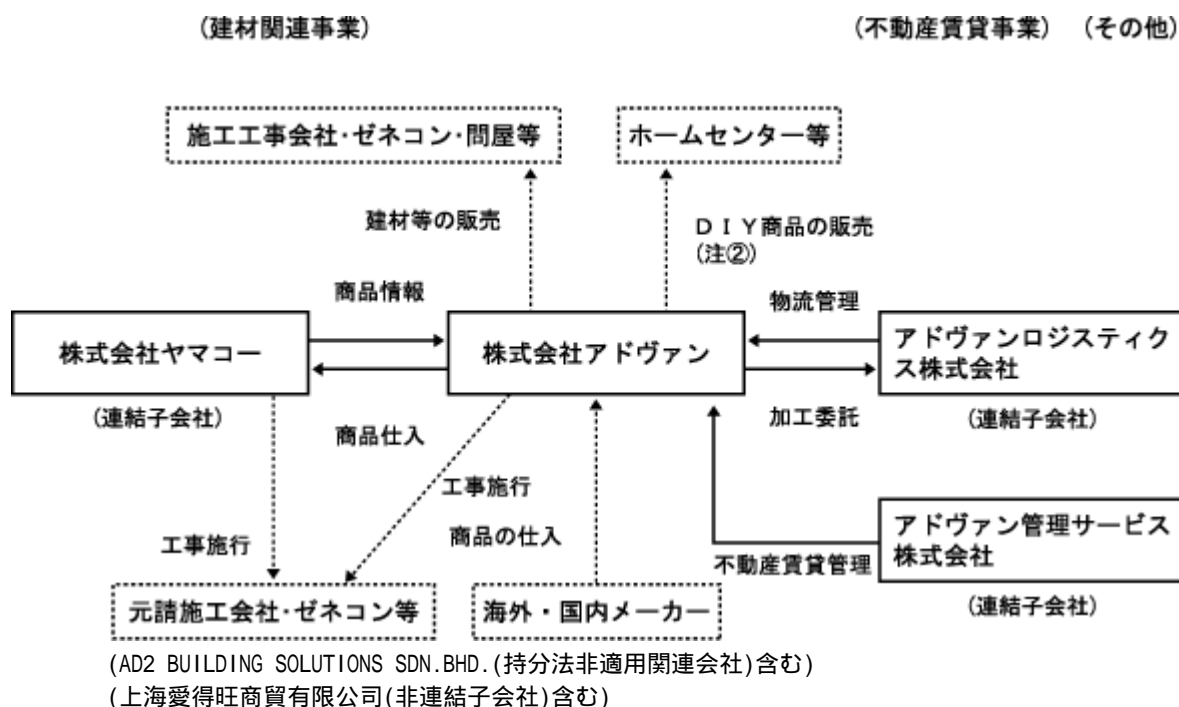 (建材関連事業)
(不動産賃貸事業) (その他)
施工工事会社・ゼネコン・問屋等
ホームセンター等
建材等の販売
ＤＩＹ商品の販売
(注②)
商品情報
物流管理
株式会社ヤマコー
株式会社アドヴァン
アドヴァンロジスティク
ス株式会社
(連結子会社)
商品仕入
加工委託
(連結子会社)
工事施行
工事施行
商品の仕入
アドヴァン管理サービス
株式会社
不動産賃貸管理
(連結子会社)
元請施工会社・ゼネコン等
海外・国内メーカー
(AD2 BUILDING SOLUTIONS SDN.BHD.(持分法非適用関連会社)含む)
(上海愛得旺商貿有限公司(非連結子会社)含む)